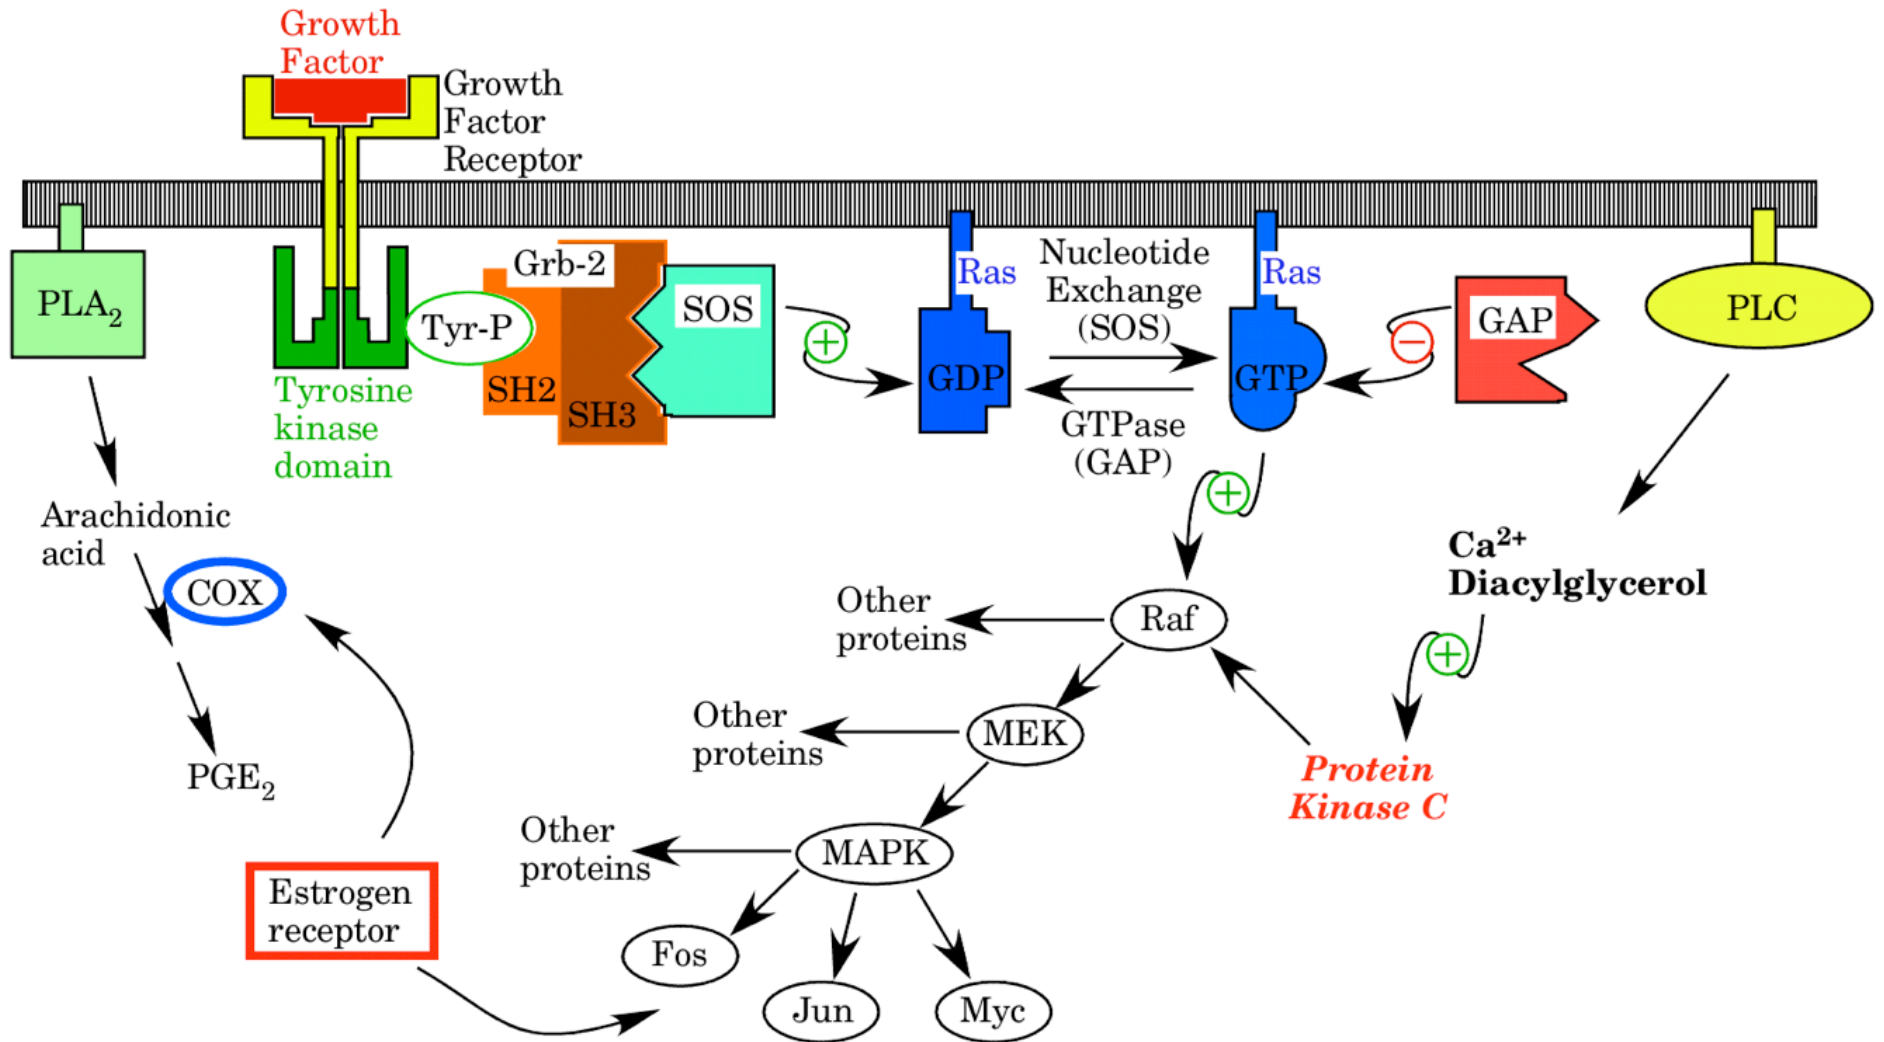 Growth
Factor
Growth
Factor
Receptor
PLA₂
Tyr-P
Grb-2
SH2
SH3
SOS
Tyrosine
kinase
domain
Ras
GDP
Nucleotide
Exchange
(SOS)
GTPase
(GAP)
Ras
GTP
GAP
PLC
+
−
+
Arachidonic
acid
COX
PGE₂
Estrogen
receptor
Ca²⁺
Diacylglycerol
+
Protein
Kinase C
Other
proteins
Raf
Other
proteins
MEK
Other
proteins
MAPK
Fos
Jun
Myc